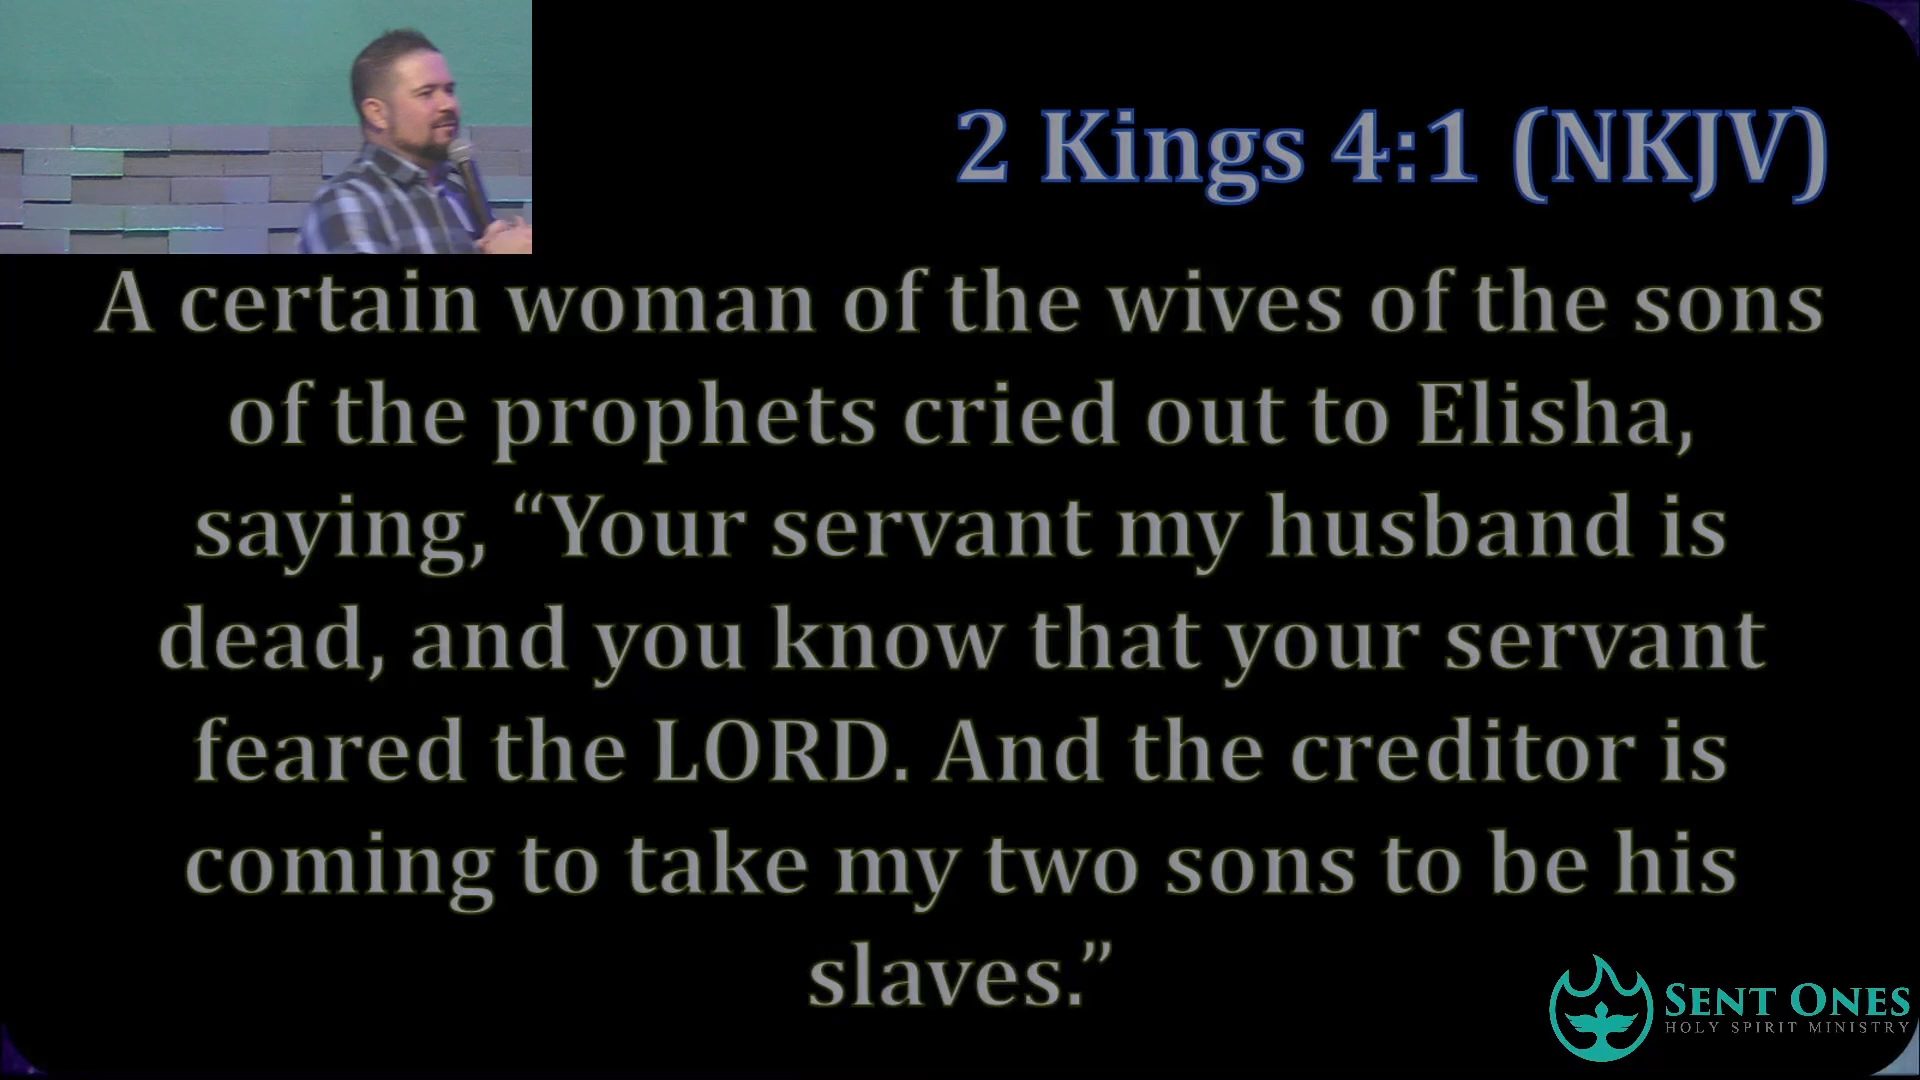 2 Kings 4:1 (NKJV)
A certain woman of the wives of the sons
of the prophets cried out to Elisha,
saying, “Your servant my husband is
dead, and you know that your servant
feared the LORD. And the creditor is
coming to take my two sons to be his
slaves.”
SENT ONES
HOLY SPIRIT MINISTRY